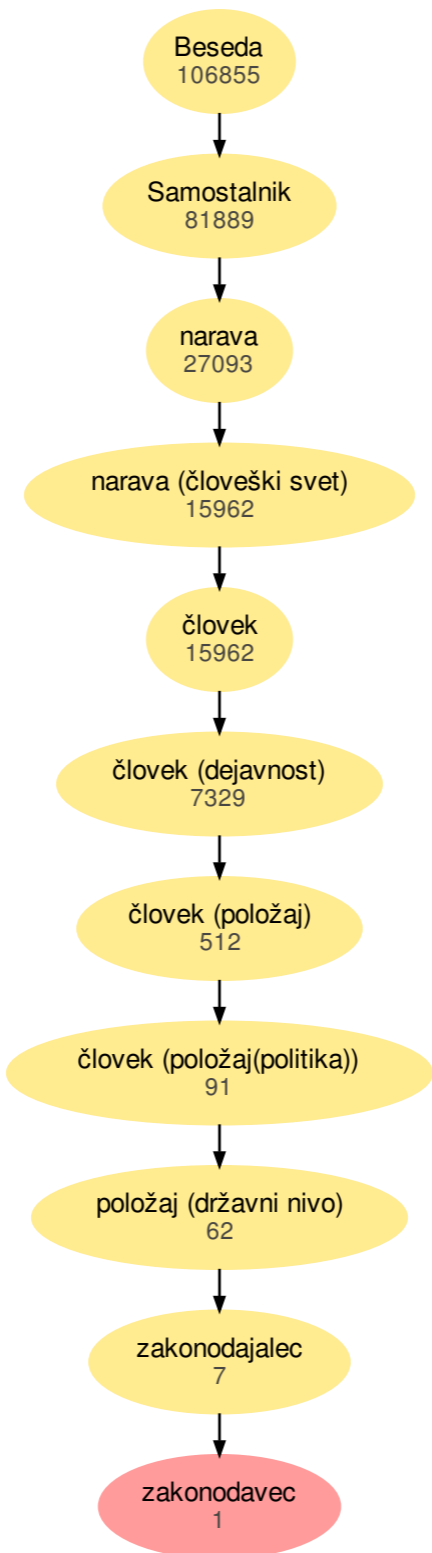 Beseda
106855
Samostalnik
81889
narava
27093
narava (človeški svet)
15962
človek
15962
človek (dejavnost)
7329
človek (položaj)
512
človek (položaj(politika))
91
položaj (državni nivo)
62
zakonodajalec
7
zakonodavec
1